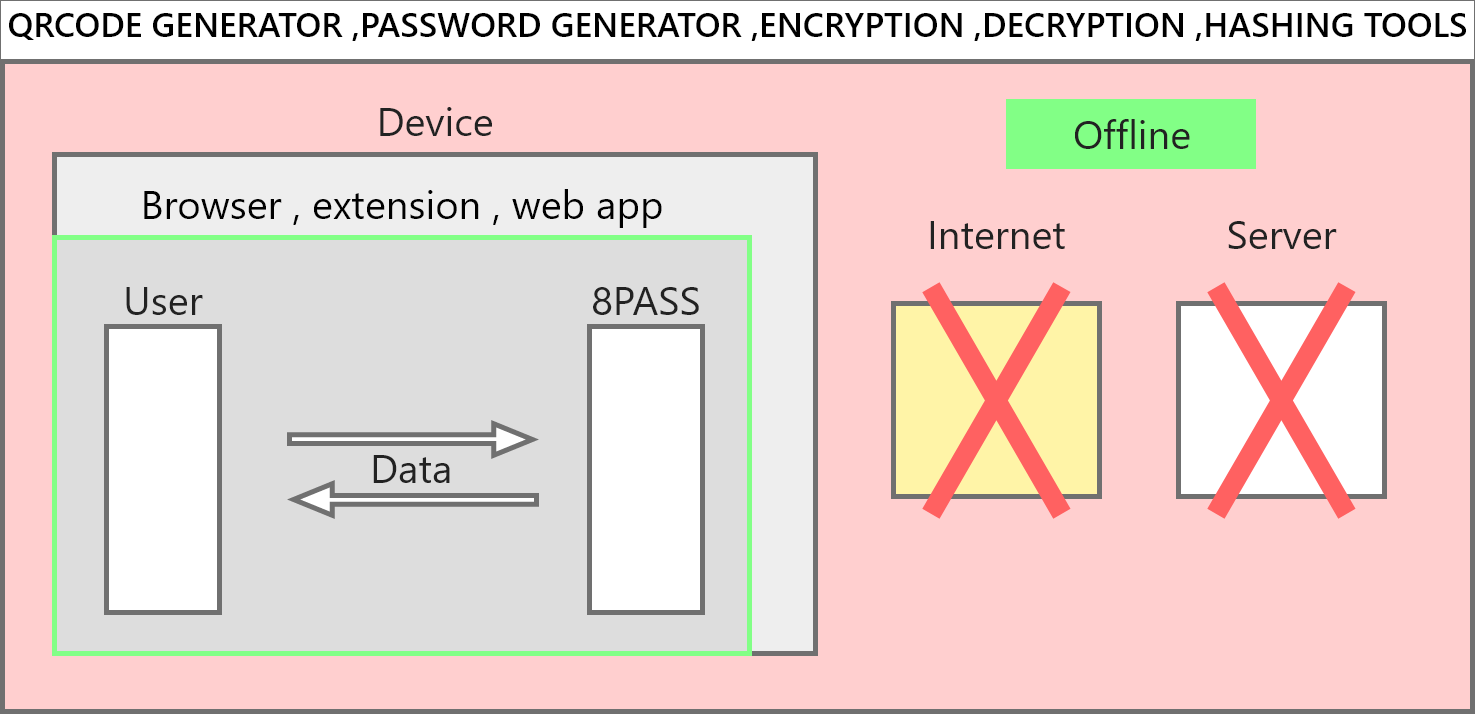 QRCODE GENERATOR ,PASSWORD GENERATOR ,ENCRYPTION ,DECRYPTION ,HASHING TOOLS
Device
Offline
Browser , extension , web app
Internet
Server
User
8PASS
Data